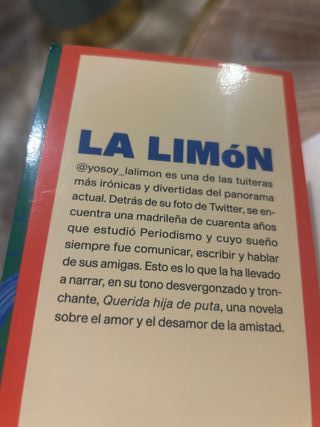 LA LIMóN
@yosoy_lalimon es una de las tuiteras
más irónicas y divertidas del panorama
actual. Detrás de su foto de Twitter, se en-
cuentra una madrileña de cuarenta años
que estudió Periodismo y cuyo sueño
siempre fue comunicar, escribir y hablar
de sus amigas. Esto es lo que la ha llevado
a narrar, en su tono desvergonzado y tron-
chante, Querida hija de puta, una novela
sobre el amor y el desamor de la amistad.